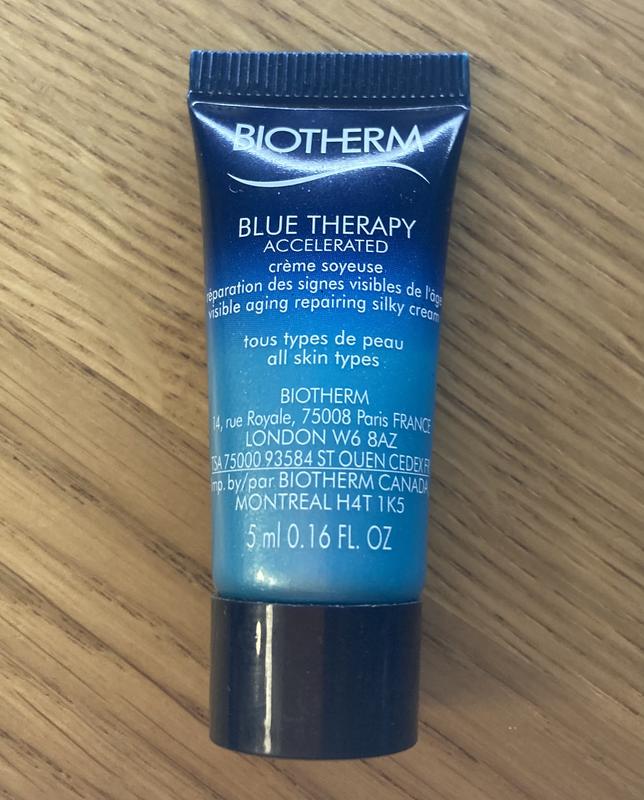 BIOTHERM
BLUE THERAPY
ACCELERATED
crème soyeuse
réparation des signes visibles de l'âge
visible aging repairing silky cream
tous types de peau
all skin types
BIOTHERM
14, rue Royale, 75008 Paris FRANCE
LONDON W6 8AZ
TSA 75000 93584 ST OUEN CEDEX FR
imp. by/par BIOTHERM CANADA
MONTREAL H4T 1K5
5 ml 0.16 FL. OZ